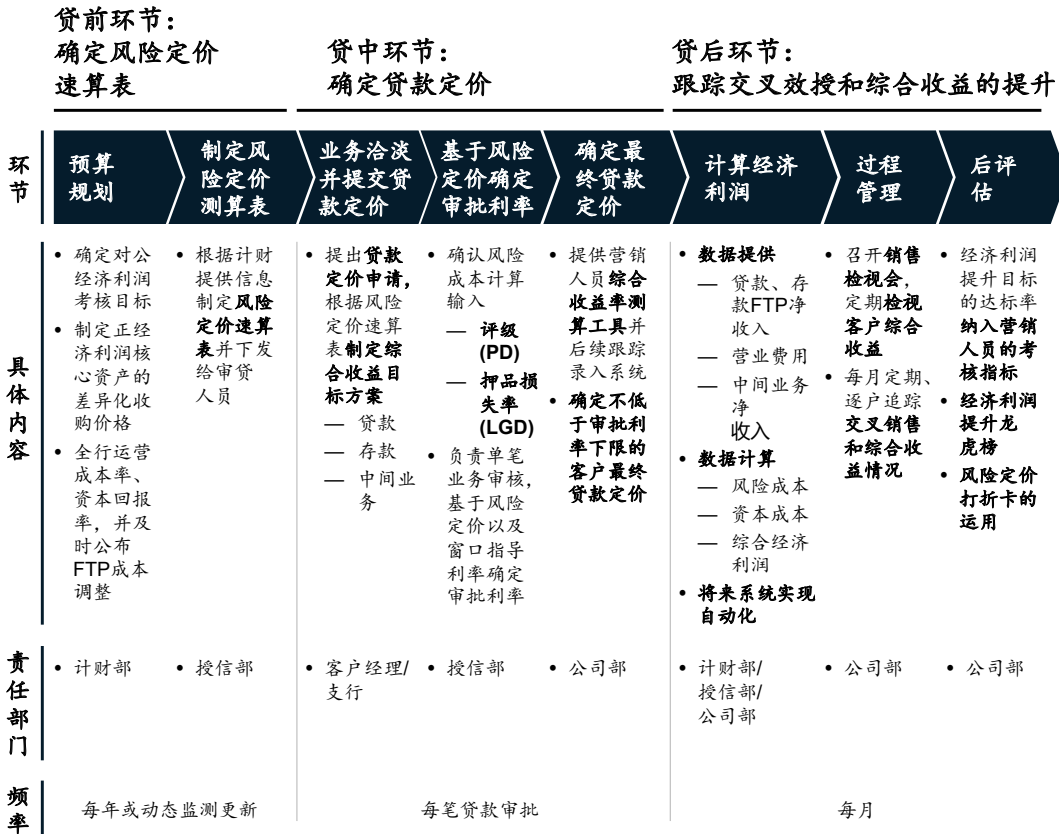 贷前环节：
确定风险定价
速算表
贷中环节：
确定贷款定价
贷后环节：
跟踪交叉效授和综合收益的提升
环
节
预算
规划
制定风
险定价
测算表
业务洽淡
并提交贷
款定价
基于风险
定价确定
审批利率
确定最
终贷款
定价
计算经济
利润
过程
管理
后评
估
具
体
内
容
• 确定对公
经济利润
考核目标
• 制定正经
济利润核
心资产的
差异化收
购价格
• 全行运营
成本率、
资本回报
率，并及
时公布
FTP成本
调整
• 根据计财
提供信息
制定风险
定价速算
表并下发
给审贷
人员
• 提出贷款
定价申请，
根据风险
定价速算
表制定综
合收益目
标方案
— 贷款
— 存款
— 中间业
务
• 确认风险
成本计算
输入
— 评级
(PD)
— 押品损
失率
(LGD)
• 负责单笔
业务审核，
基于风险
定价以及
窗口指导
利率确定
审批利率
• 提供营销
人员综合
收益率测
算工具并
后续跟踪
录入系统
• 确定不低
于审批利
率下限的
客户最终
贷款定价
• 数据提供
— 贷款、存
款FTP净
收入
— 营业费用
— 中间业务
净
收入
• 数据计算
— 风险成本
— 资本成本
— 综合经济
利润
• 将来系统实现
自动化
• 召开销售
检视会，
定期检视
客户综合
收益
• 每月定期、
逐户追踪
交叉销售
和综合收
益情况
• 经济利润
提升目标
的达标率
纳入营销
人员的考
核指标
• 经济利润
提升龙
虎榜
• 风险定价
打折卡的
运用
责
任
部
门
• 计财部
• 授信部
• 客户经理/
支行
• 授信部
• 公司部
• 计财部/
授信部/
公司部
• 公司部
• 公司部
频
率
每年或动态监测更新
每笔贷款审批
每月